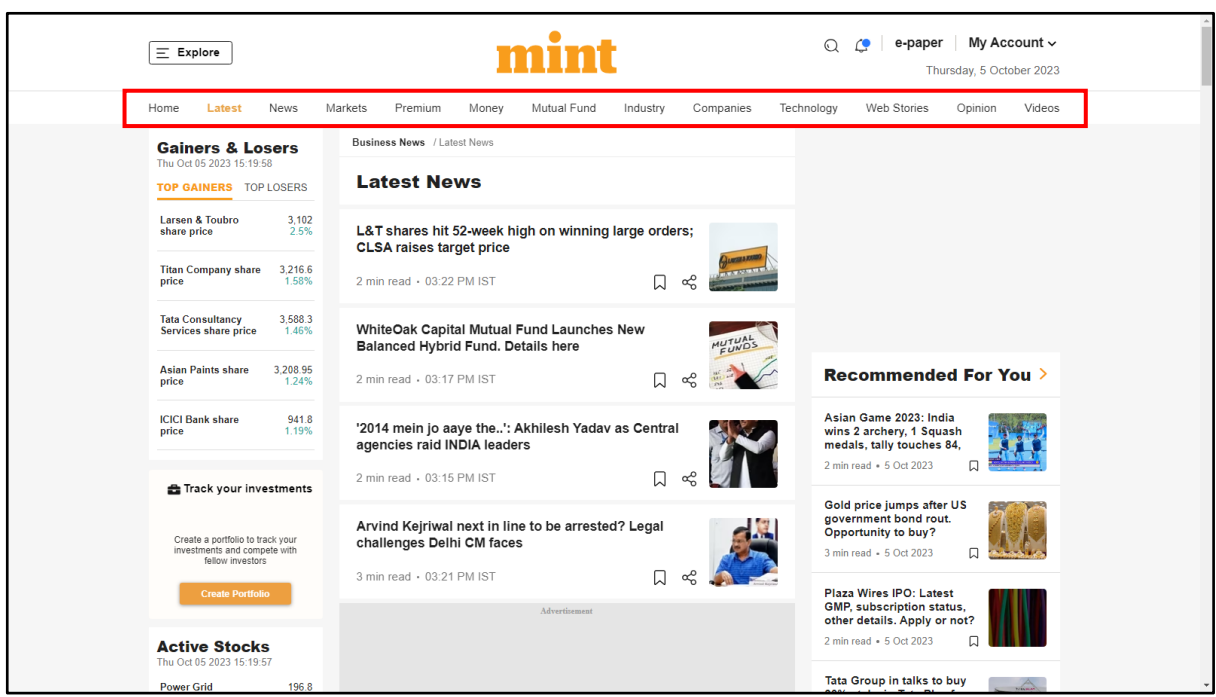 Explore
mint
e-paper
My Account
Thursday, 5 October 2023
Home Latest News Markets Premium Money Mutual Fund Industry Companies Technology Web Stories Opinion Videos
Gainers & Losers
Thu Oct 05 2023 15:19:58
TOP GAINERS TOP LOSERS
Larsen & Toubro 3,102
share price 2.5%
Titan Company share 3,216.6
price 1.58%
Tata Consultancy 3,588.3
Services share price 1.46%
Asian Paints share 3,208.95
price 1.24%
ICICI Bank share 941.8
price 1.19%
Track your investments
Create a portfolio to track your
investments and compete with
fellow investors
Create Portfolio
Active Stocks
Thu Oct 05 2023 15:19:57
Power Grid 196.8
Business News / Latest News
Latest News
L&T shares hit 52-week high on winning large orders;
CLSA raises target price
2 min read • 03:22 PM IST
WhiteOak Capital Mutual Fund Launches New
Balanced Hybrid Fund. Details here
2 min read • 03:17 PM IST
MUTUAL
FUNDS
'2014 mein jo aaye the..': Akhilesh Yadav as Central
agencies raid INDIA leaders
2 min read • 03:15 PM IST
Arvind Kejriwal next in line to be arrested? Legal
challenges Delhi CM faces
3 min read • 03:21 PM IST
Advertisement
Recommended For You
Asian Game 2023: India
wins 2 archery, 1 Squash
medals, tally touches 84,
2 min read • 5 Oct 2023
Gold price jumps after US
government bond rout.
Opportunity to buy?
3 min read • 5 Oct 2023
Plaza Wires IPO: Latest
GMP, subscription status,
other details. Apply or not?
2 min read • 5 Oct 2023
Tata Group in talks to buy